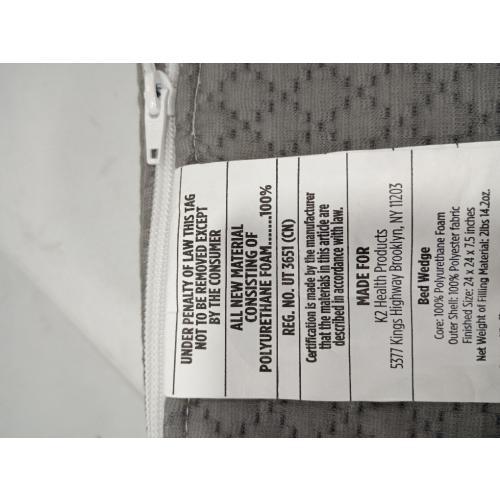 UNDER PENALTY OF LAW THIS TAG
NOT TO BE REMOVED EXCEPT
BY THE CONSUMER
ALL NEW MATERIAL
CONSISTING OF
POLYURETHANE FOAM........100%
REG. NO. UT 3651 (CN)
Certification is made by the manufacturer
that the materials in this article are
described in accordance with law.
MADE FOR
K2 Health Products
5377 Kings Highway Brooklyn, NY 11203
Bed Wedge
Core: 100% Polyurethane Foam
Outer Shell: 100% Polyester fabric
Finished Size: 24 x 24 x 7.5 inches
Net Weight of Filling Material: 2lbs 14.2oz.